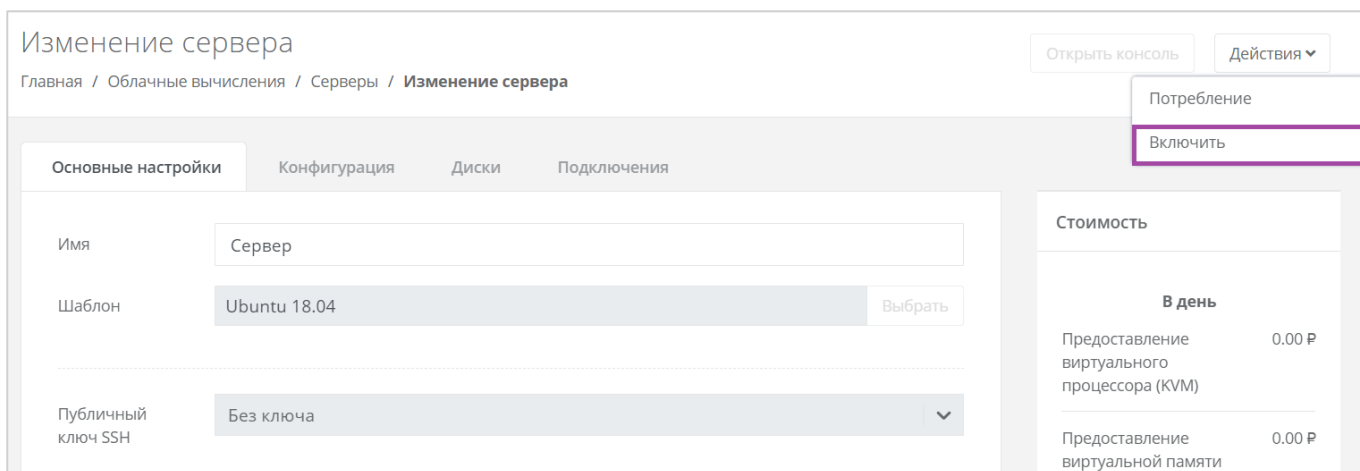 Изменение сервера
Открыть консоль
Действия
Главная / Облачные вычисления / Серверы / Изменение сервера
Потребление
Включить
Основные настройки
Конфигурация
Диски
Подключения
Стоимость
Имя
Сервер
Шаблон
Ubuntu 18.04
Выбрать
В день
Предоставление
виртуального
процессора (KVM)
0.00 ₽
Публичный
ключ SSH
Без ключа
Предоставление
виртуальной памяти
0.00 ₽